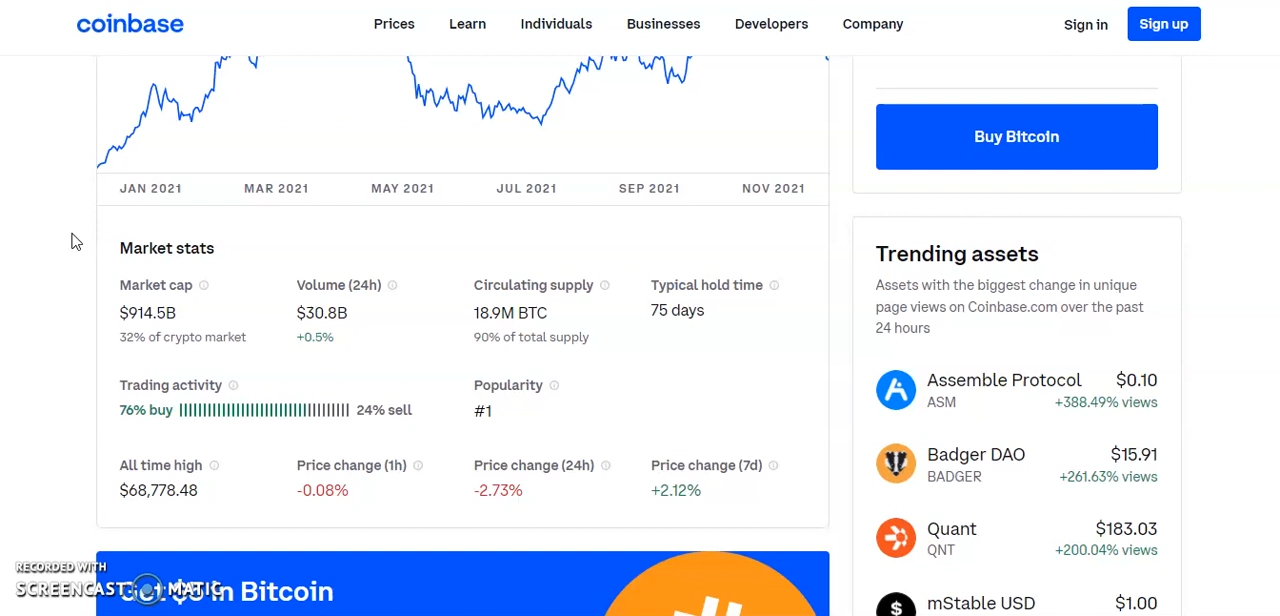 coinbase
Prices
Learn
Individuals
Businesses
Developers
Company
Sign in
Sign up
JAN 2021
MAR 2021
MAY 2021
JUL 2021
SEP 2021
NOV 2021
Buy Bitcoin
Market stats
Market cap
$914.5B
32% of crypto market
Volume (24h)
$30.8B
+0.5%
Circulating supply
18.9M BTC
90% of total supply
Typical hold time
75 days
Trading activity
76% buy
24% sell
Popularity
#1
All time high
$68,778.48
Price change (1h)
-0.08%
Price change (24h)
-2.73%
Price change (7d)
+2.12%
Trending assets
Assets with the biggest change in unique
page views on Coinbase.com over the past
24 hours
Assemble Protocol
$0.10
ASM
+388.49% views
Badger DAO
$15.91
BADGER
+261.63% views
Quant
$183.03
QNT
+200.04% views
mStable USD
$1.00
Get $5 in Bitcoin
RECORDED WITH
SCREENCAST MATIC